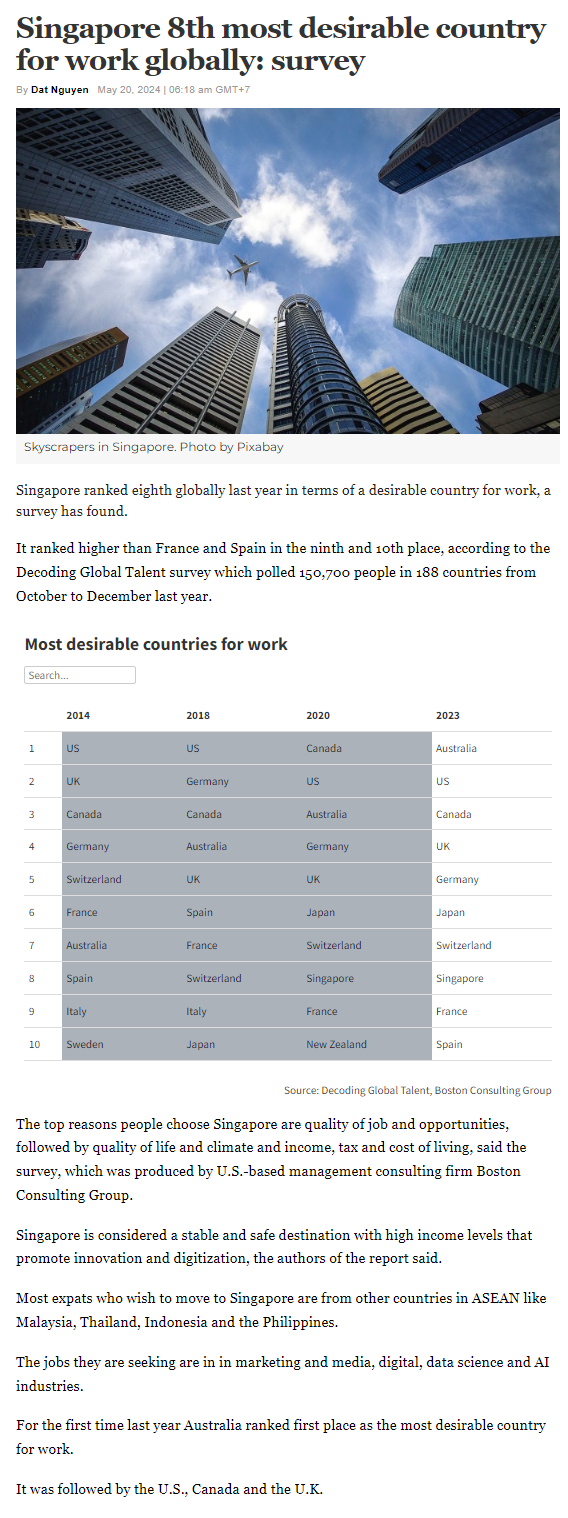 Singapore 8th most desirable country
for work globally: survey
By Dat Nguyen May 20, 2024 | 06:18 am GMT+7
Skyscrapers in Singapore. Photo by Pixabay
Singapore ranked eighth globally last year in terms of a desirable country for work, a
survey has found.
It ranked higher than France and Spain in the ninth and 10th place, according to the
Decoding Global Talent survey which polled 150,700 people in 188 countries from
October to December last year.
Most desirable countries for work
Search...
2014 2018 2020 2023
1 US US Canada Australia
2 UK Germany US US
3 Canada Canada Australia Canada
4 Germany Australia Germany UK
5 Switzerland UK UK Germany
6 France Spain Japan Japan
7 Australia France Switzerland Switzerland
8 Spain Switzerland Singapore Singapore
9 Italy Italy France France
10 Sweden Japan New Zealand Spain
Source: Decoding Global Talent, Boston Consulting Group
The top reasons people choose Singapore are quality of job and opportunities,
followed by quality of life and climate and income, tax and cost of living, said the
survey, which was produced by U.S.-based management consulting firm Boston
Consulting Group.
Singapore is considered a stable and safe destination with high income levels that
promote innovation and digitization, the authors of the report said.
Most expats who wish to move to Singapore are from other countries in ASEAN like
Malaysia, Thailand, Indonesia and the Philippines.
The jobs they are seeking are in in marketing and media, digital, data science and AI
industries.
For the first time last year Australia ranked first place as the most desirable country
for work.
It was followed by the U.S., Canada and the U.K.